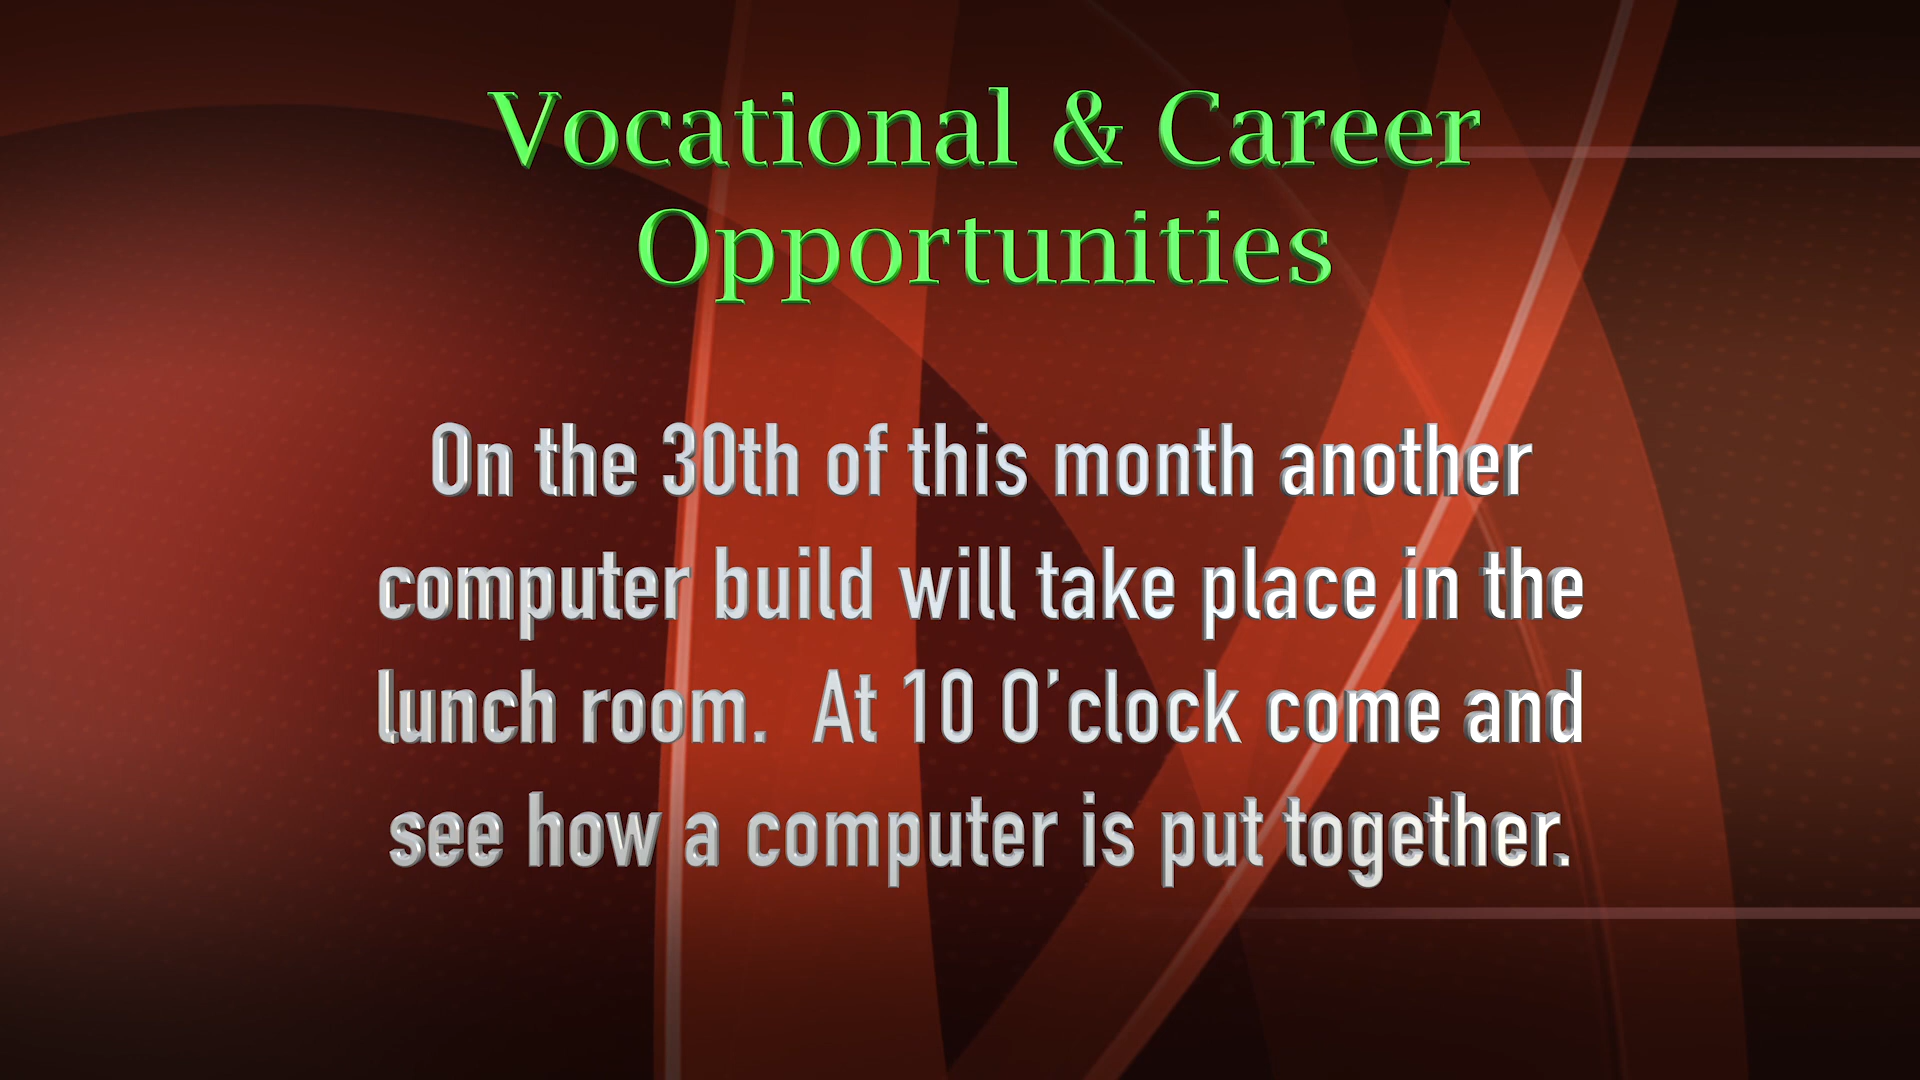 Vocational & Career
Opportunities
On the 30th of this month another
computer build will take place in the
lunch room.  At 10 O'clock come and
see how a computer is put together.